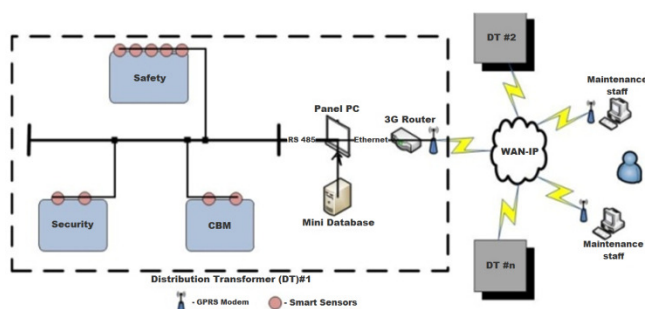 DT #2
Safety
Maintenance
staff
Panel PC
3G Router
RS 485
Ethernet
WAN-IP
Security
CBM
Mini Database
Maintenance
staff
DT #n
Distribution Transformer (DT)#1
- GPRS Modem
- Smart Sensors